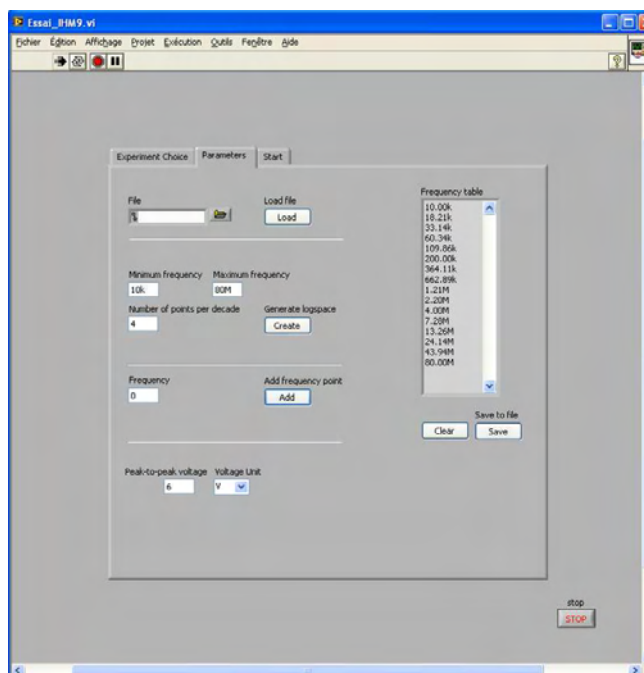 Essai_IHM9.vi
Fichier Édition Affichage Projet Exécution Outils Fenêtre Aide
Experiment Choice Parameters Start
File Load file
Load
Minimum frequency Maximum frequency
10k 80M
Number of points per decade Generate logspace
4 Create
Frequency Add frequency point
0 Add
Peak-to-peak voltage Voltage Unit
6 V
Frequency table
10.00k
18.21k
33.14k
60.34k
109.86k
200.00k
364.11k
662.89k
1.21M
2.20M
4.00M
7.28M
13.26M
24.14M
43.94M
80.00M
Save to file
Clear Save
stop
STOP